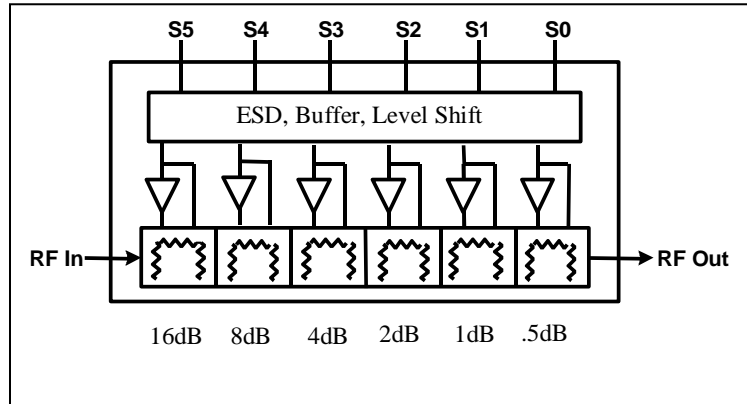 S5 S4 S3 S2 S1 S0
ESD, Buffer, Level Shift
RF In RF Out
16dB 8dB 4dB 2dB 1dB .5dB